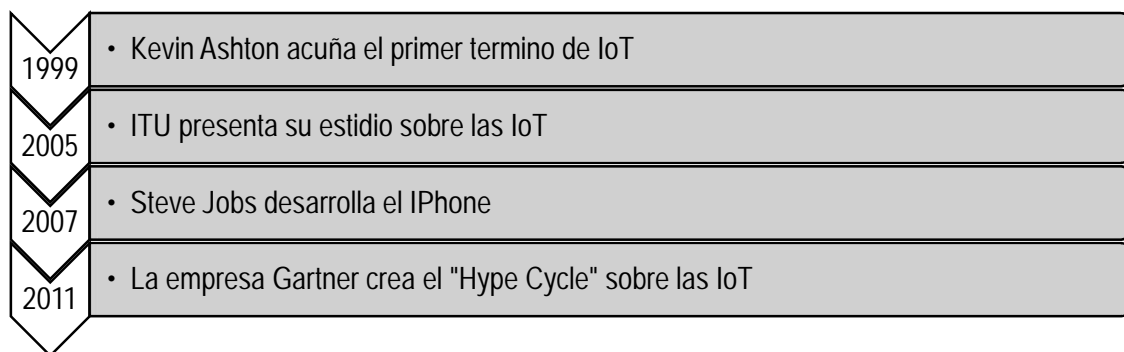 1999
• Kevin Ashton acuña el primer termino de IoT
2005
• ITU presenta su estidio sobre las IoT
2007
• Steve Jobs desarrolla el IPhone
2011
• La empresa Gartner crea el "Hype Cycle" sobre las IoT